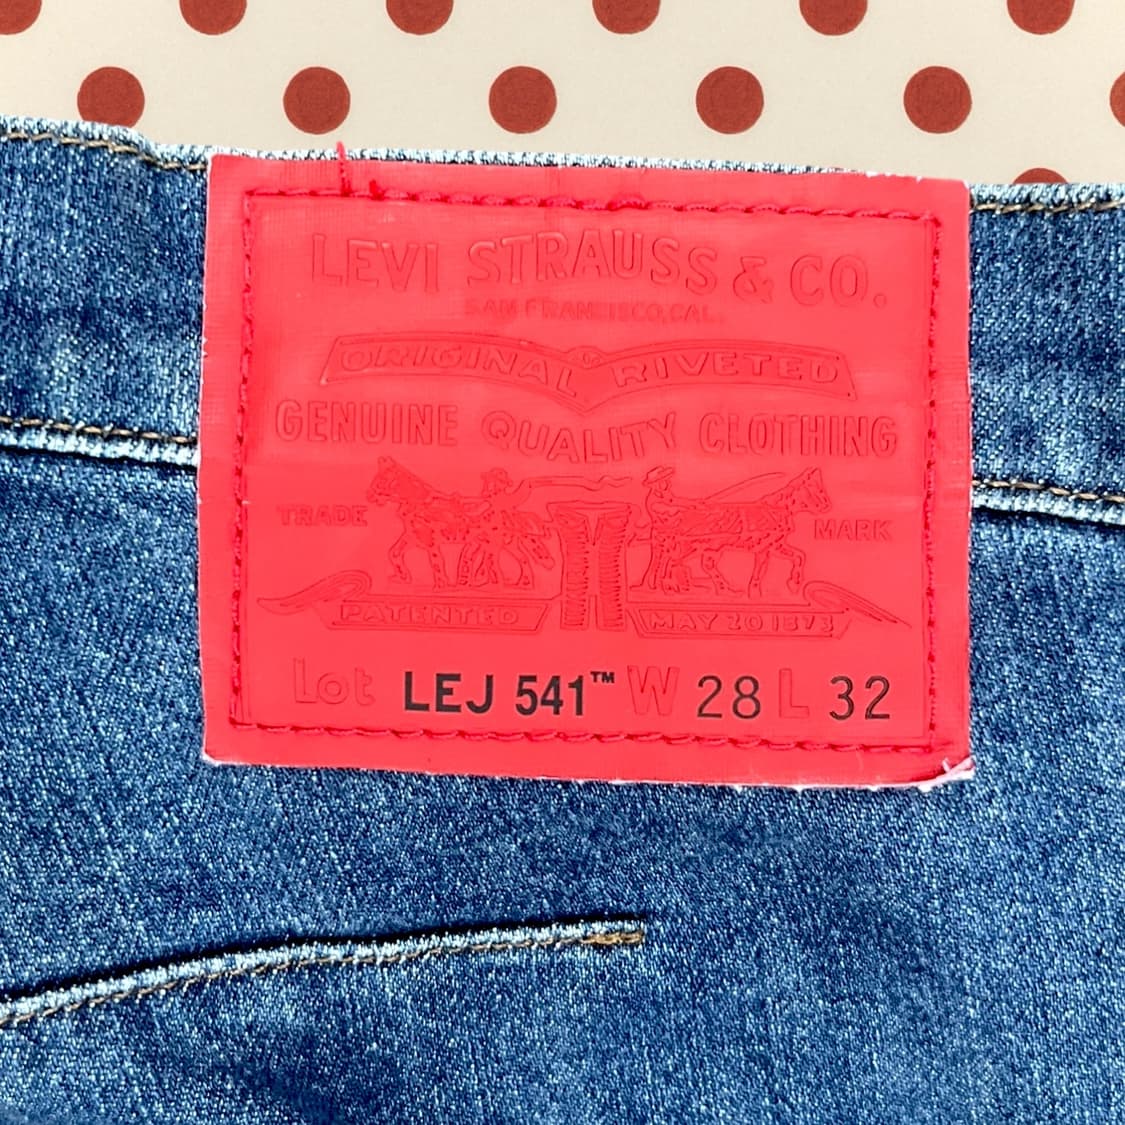 LEVI STRAUSS & CO.
SAN FRANCISCO, CAL.
ORIGINAL RIVETED
GENUINE QUALITY CLOTHING
TRADE MARK
PATENTED MAY 20 1873
Lot LEJ 541™ W 28 L 32